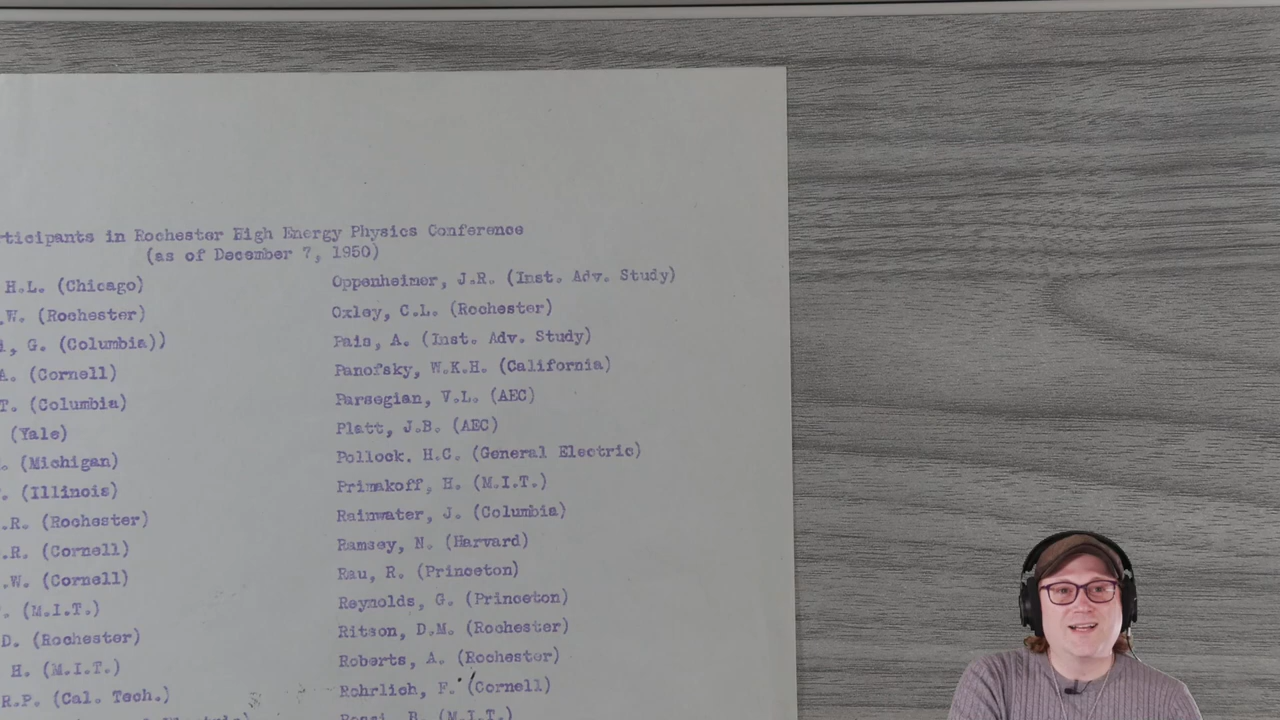 rticipants in Rochester High Energy Physics Conference
(as of December 7, 1950)
H.L. (Chicago)
.W. (Rochester)
i, G. (Columbia))
A. (Cornell)
T. (Columbia)
(Yale)
. (Michigan)
. (Illinois)
.R. (Rochester)
.R. (Cornell)
.W. (Cornell)
. (M.I.T.)
D. (Rochester)
H. (M.I.T.)
R.P. (Cal. Tech.)
Oppenheimer, J.R. (Inst. Adv. Study)
Oxley, C.L. (Rochester)
Pais, A. (Inst. Adv. Study)
Panofsky, W.K.H. (California)
Parsegian, V.L. (AEC)
Platt, J.B. (AEC)
Pollock. H.C. (General Electric)
Primakoff, H. (M.I.T.)
Rainwater, J. (Columbia)
Ramsey, N. (Harvard)
Rau, R. (Princeton)
Reynolds, G. (Princeton)
Ritson, D.M. (Rochester)
Roberts, A. (Rochester)
Rohrlich, F. (Cornell)
Rossi, B. (M.I.T.)